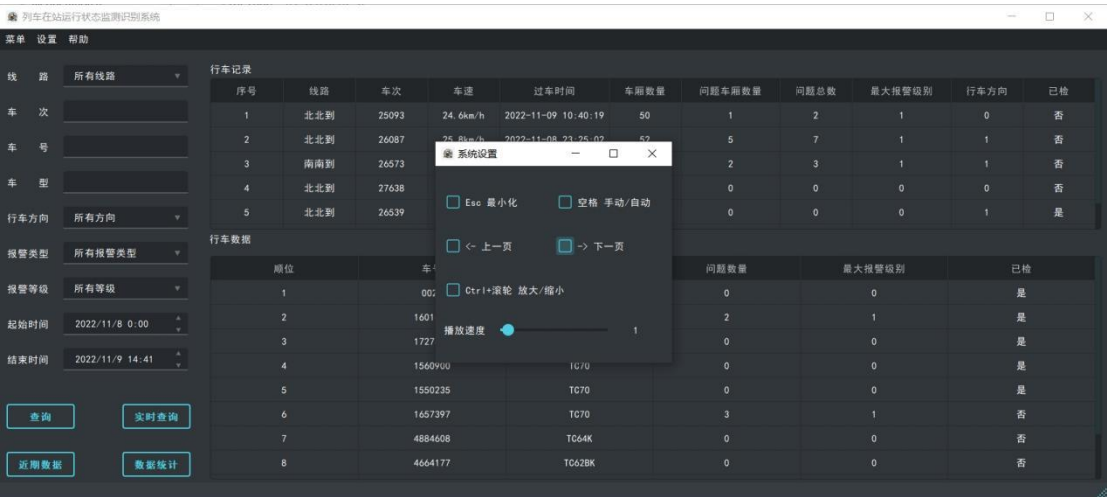 列车在站运行状态监测识别系统
菜单 设置 帮助
线 路 所有线路
车 次
车 号
车 型
行车方向 所有方向
报警类型 所有报警类型
报警等级 所有等级
起始时间 2022/11/8 0:00
结束时间 2022/11/9 14:41
查询 实时查询
近期数据 数据统计
行车记录
序号 线路 车次 车速 过车时间 车厢数量 问题车厢数量 问题总数 最大报警级别 行车方向 已检
1 北北到 25093 24.6km/h 2022-11-09 10:40:19 50 1 2 1 0 否
2 北北到 26087 25.8km/h 2022-11-08 23:25:02 52 5 7 1 1 否
3 南南到 26573 2 3 1 1 否
4 北北到 27638 0 0 0 0 否
5 北北到 26539 0 0 0 1 是
行车数据
顺位 问题数量 最大报警级别 已检
1 002 0 0 是
2 1601 2 1 是
3 1727 0 0 是
4 1560900 TC70 0 0 是
5 1550235 TC70 0 0 是
6 1657397 TC70 3 1 否
7 4884608 TC64K 0 0 否
8 4664177 TC62BK 0 0 否
系统设置
Esc 最小化 空格 手动/自动
<- 上一页 -> 下一页
Ctrl+滚轮 放大/缩小
播放速度 1